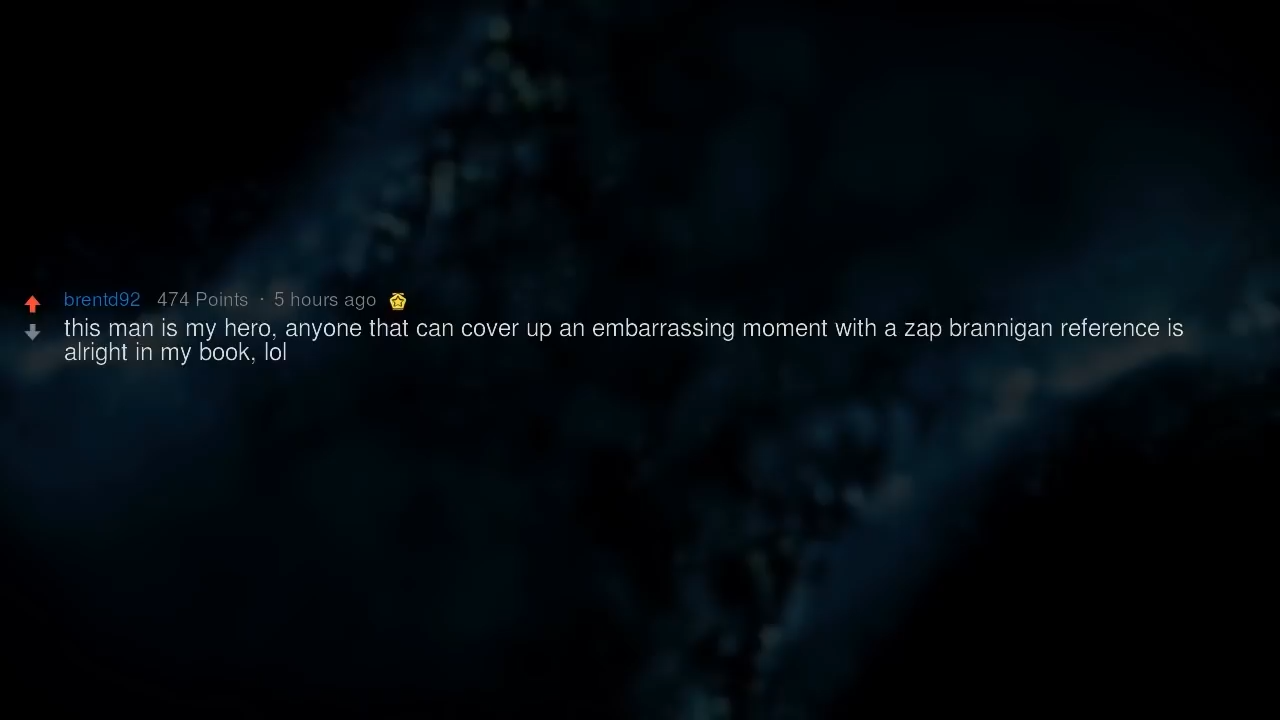 brentd92 474 Points · 5 hours ago
this man is my hero, anyone that can cover up an embarrassing moment with a zap brannigan reference is
alright in my book, lol